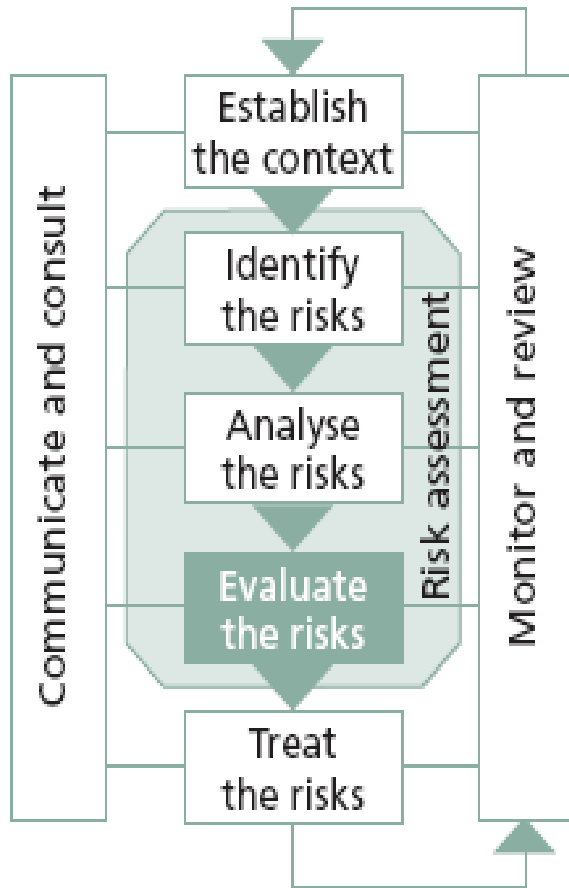 Establish
the context
Identify
the risks
Analyse
the risks
Evaluate
the risks
Treat
the risks
Communicate and consult
Risk assessment
Monitor and review